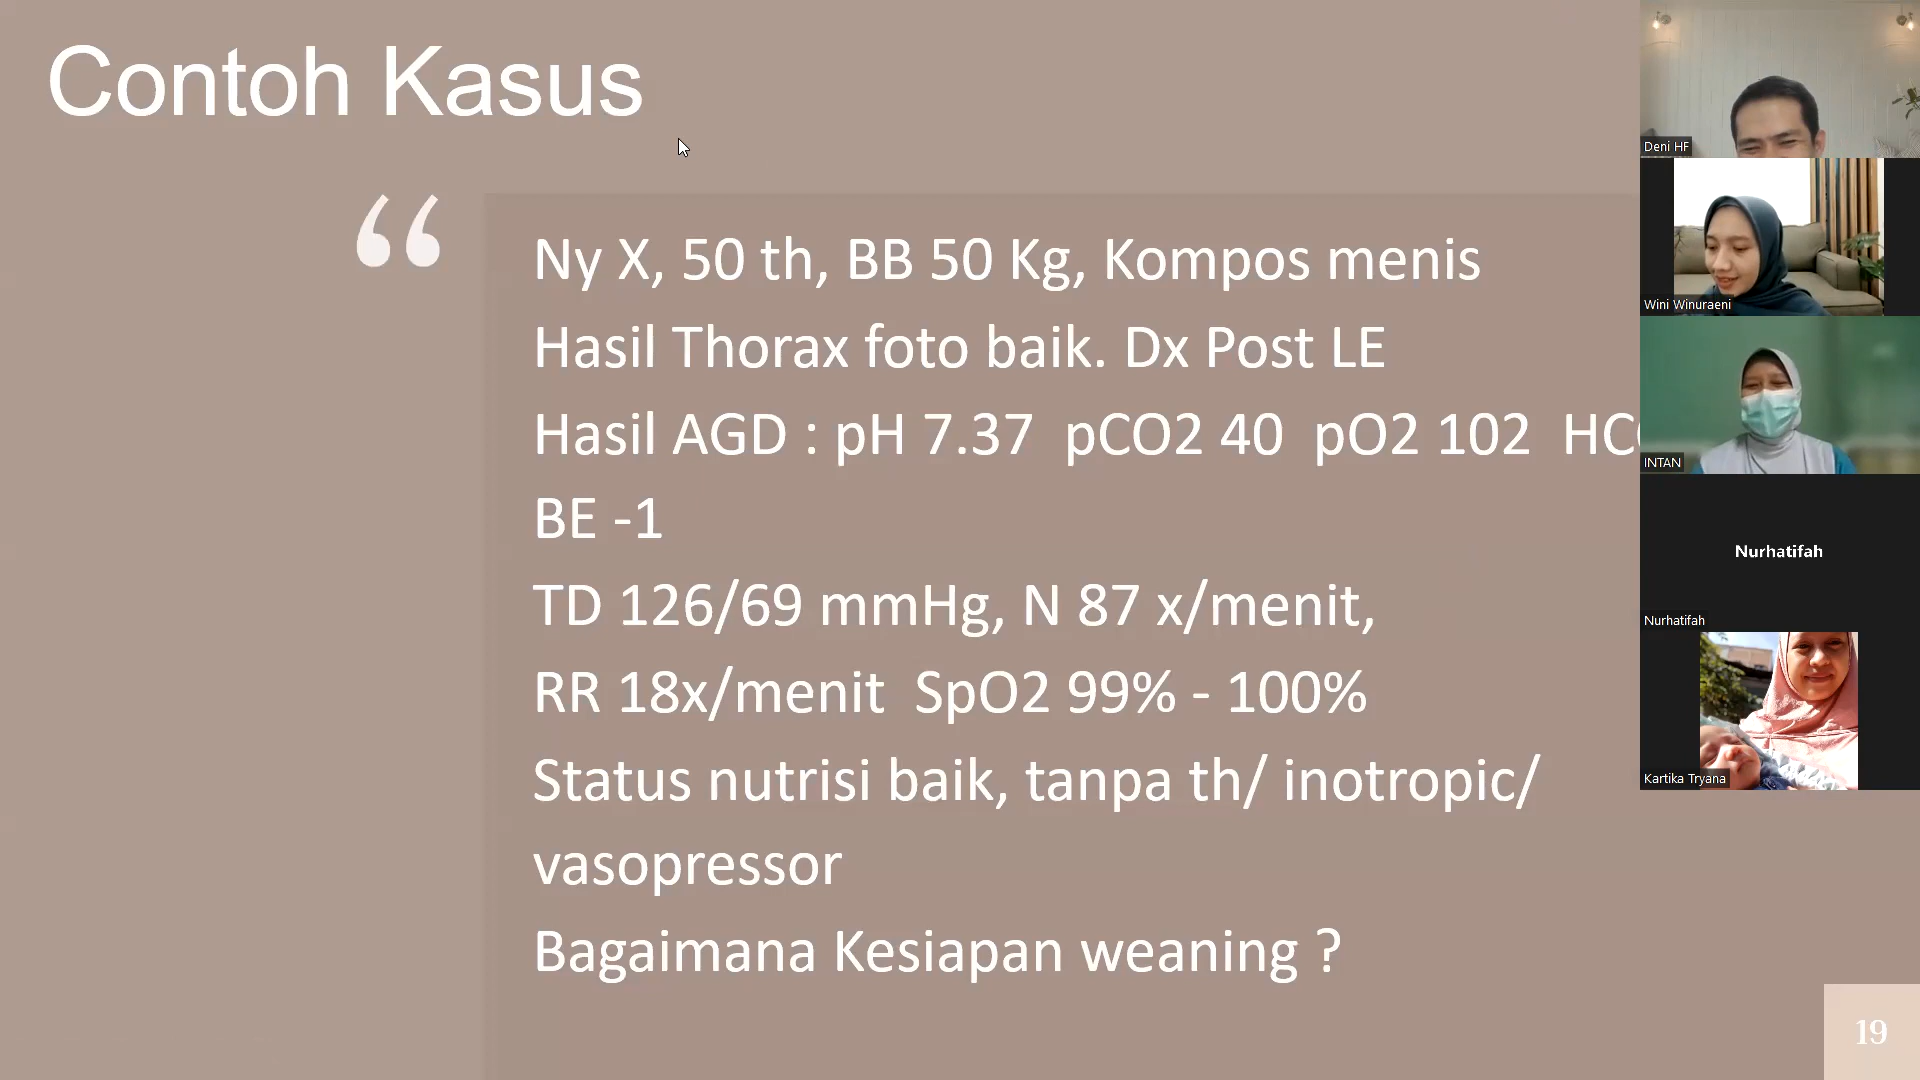 Contoh Kasus
“
Ny X, 50 th, BB 50 Kg, Kompos menis
Hasil Thorax foto baik. Dx Post LE
Hasil AGD : pH 7.37 pCO2 40 pO2 102
BE -1
TD 126/69 mmHg, N 87 x/menit,
RR 18x/menit SpO2 99% - 100%
Status nutrisi baik, tanpa th/ inotropic/
vasopressor
Bagaimana Kesiapan weaning ?
19
Deni HF
Wini Winuraeni
INTAN
Nurhatifah
Nurhatifah
Kartika Tryana